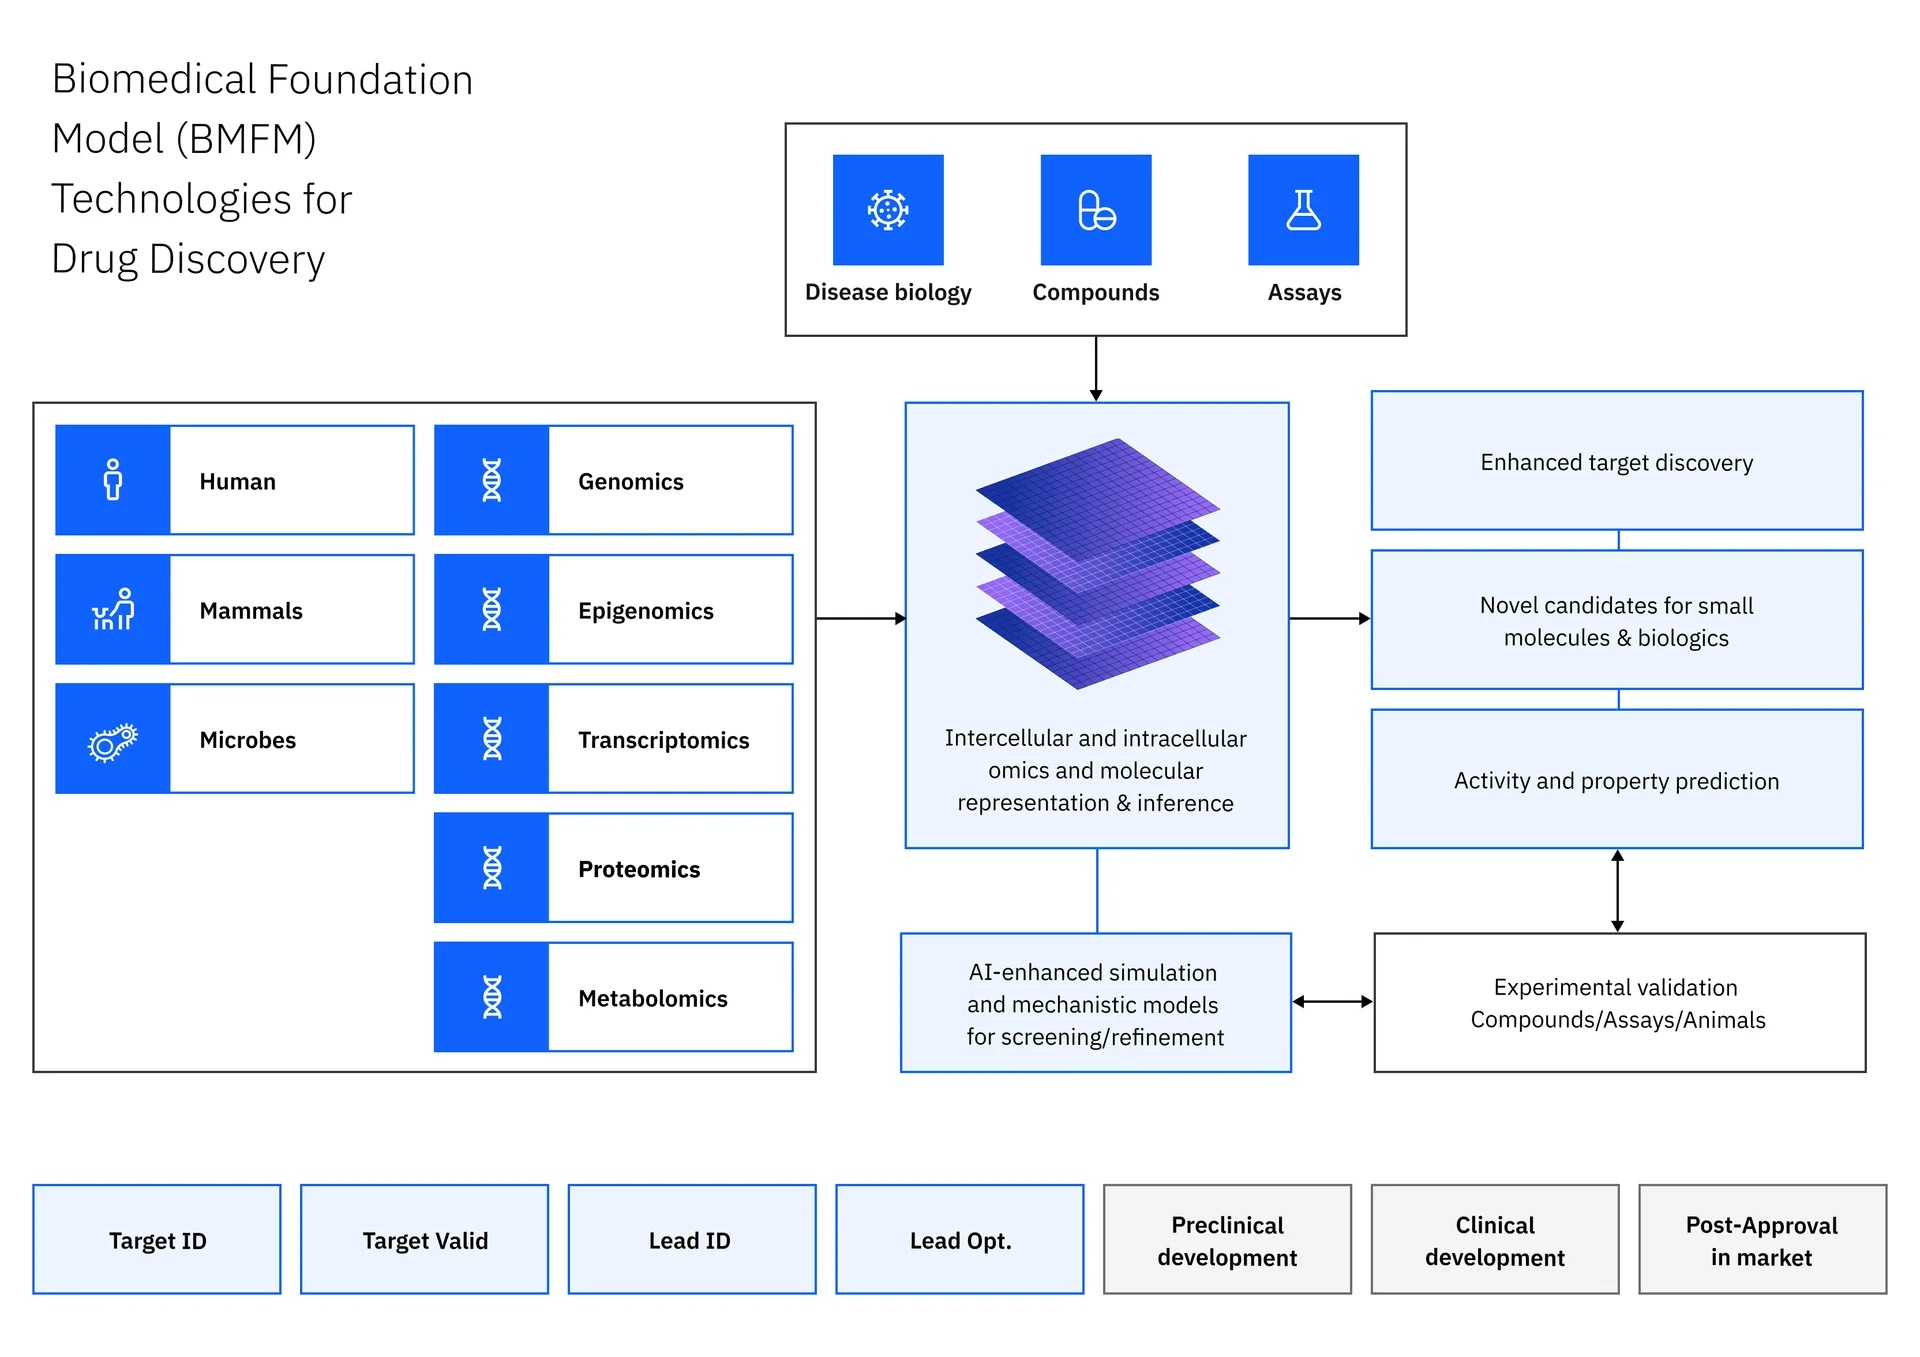 Biomedical Foundation
Model (BMFM)
Technologies for
Drug Discovery
Disease biology
Compounds
Assays
Human
Mammals
Microbes
Genomics
Epigenomics
Transcriptomics
Proteomics
Metabolomics
Intercellular and intracellular
omics and molecular
representation & inference
Enhanced target discovery
Novel candidates for small
molecules & biologics
Activity and property prediction
AI-enhanced simulation
and mechanistic models
for screening/refinement
Experimental validation
Compounds/Assays/Animals
Target ID
Target Valid
Lead ID
Lead Opt.
Preclinical
development
Clinical
development
Post-Approval
in market